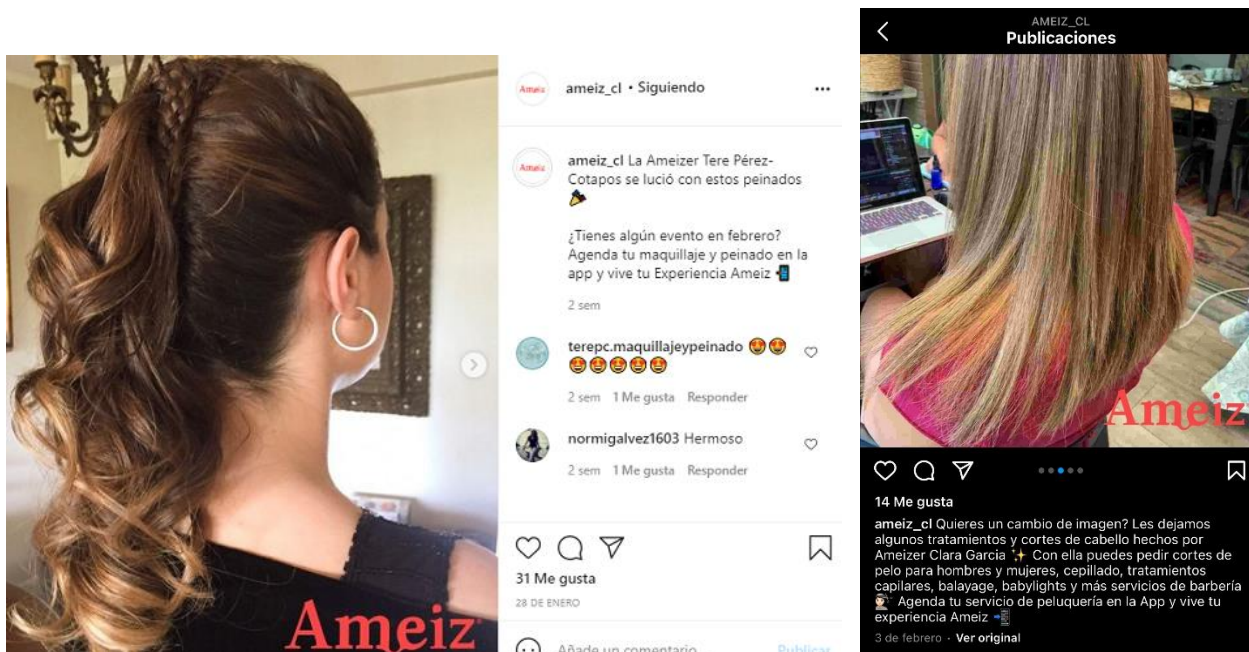 Ameiz
Ameiz
ameiz_cl • Siguiendo
Ameiz
ameiz_cl La Ameizer Tere Pérez-
Cotapos se lució con estos peinados
¿Tienes algún evento en febrero?
Agenda tu maquillaje y peinado en la
app y vive tu Experiencia Ameiz
2 sem
terepc.maquillajeypeinado
2 sem 1 Me gusta Responder
normigalvez1603 Hermoso
2 sem 1 Me gusta Responder
31 Me gusta
28 DE ENERO
Añade un comentario...
Publicar
AMEIZ_CL
Publicaciones
Ameiz
14 Me gusta
ameiz_cl Quieres un cambio de imagen? Les dejamos
algunos tratamientos y cortes de cabello hechos por
Ameizer Clara Garcia ✨ Con ella puedes pedir cortes de
pelo para hombres y mujeres, cepillado, tratamientos
capilares, balayage, babylights y más servicios de barbería
Agenda tu servicio de peluquería en la App y vive tu
experiencia Ameiz
3 de febrero · Ver original